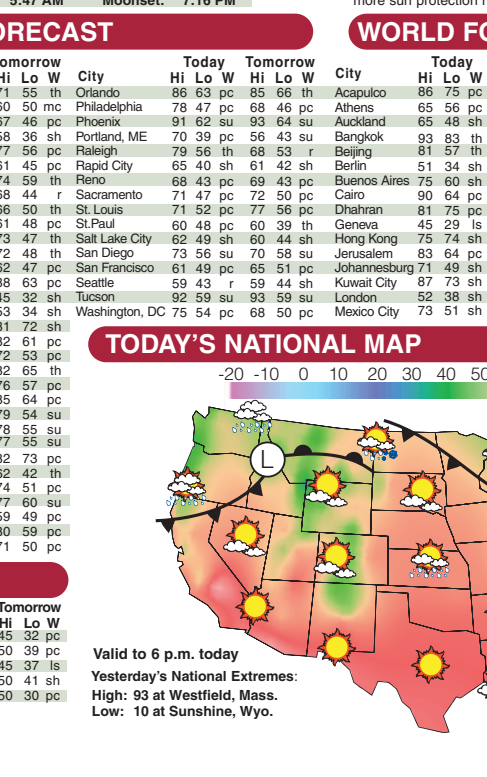 5:47 AM Moonset: 7:16 PM
more sun protection
ORECAST
WORLD FO
omorrow
Hi Lo W
71 55 th
60 50 mc
67 46 pc
58 36 sh
77 56 pc
61 45 pc
74 59 th
68 44 r
66 50 th
61 48 pc
73 47 th
72 48 th
62 47 pc
88 63 pc
45 32 sh
53 34 sh
72 sh
61 pc
72 53 pc
65 th
76 57 pc
64 pc
79 54 su
78 55 su
77 55 su
73 pc
62 42 th
74 51 pc
77 60 su
59 49 pc
59 pc
71 50 pc
Today Tomorrow
City Hi Lo W Hi Lo W
Orlando 86 63 pc 85 66 th
Philadelphia 78 47 pc 68 46 pc
Phoenix 91 62 su 93 64 su
Portland, ME 70 39 pc 56 43 su
Raleigh 79 56 th 68 53 r
Rapid City 65 40 sh 61 42 sh
Reno 68 43 pc 69 43 pc
Sacramento 71 47 pc 72 50 pc
St. Louis 71 52 pc 77 56 pc
St.Paul 60 48 pc 60 39 th
Salt Lake City 62 49 sh 60 44 sh
San Diego 73 56 su 70 58 su
San Francisco 61 49 pc 65 51 pc
Seattle 59 43 r 59 44 sh
Tucson 92 59 su 93 59 su
Washington, DC 75 54 pc 68 50 pc
Today
City Hi Lo W
Acapulco 86 75 pc
Athens 65 56 pc
Auckland 65 48 sh
Bangkok 93 83 th
Beijing 81 57 th
Berlin 51 34 sh
Buenos Aires 75 60 sh
Cairo 90 64 pc
Dhahran 81 75 pc
Geneva 45 29 ls
Hong Kong 75 74 sh
Jerusalem 83 64 pc
Johannesburg 71 49 sh
Kuwait City 87 73 sh
London 52 38 sh
Mexico City 73 51 sh
TODAY'S NATIONAL MAP
-20 -10 0 10 20 30 40 50
L
Valid to 6 p.m. today
Yesterday's National Extremes:
High: 93 at Westfield, Mass.
Low: 10 at Sunshine, Wyo.
Tomorrow
Hi Lo W
45 32 pc
50 39 pc
45 37 ls
50 41 sh
50 30 pc